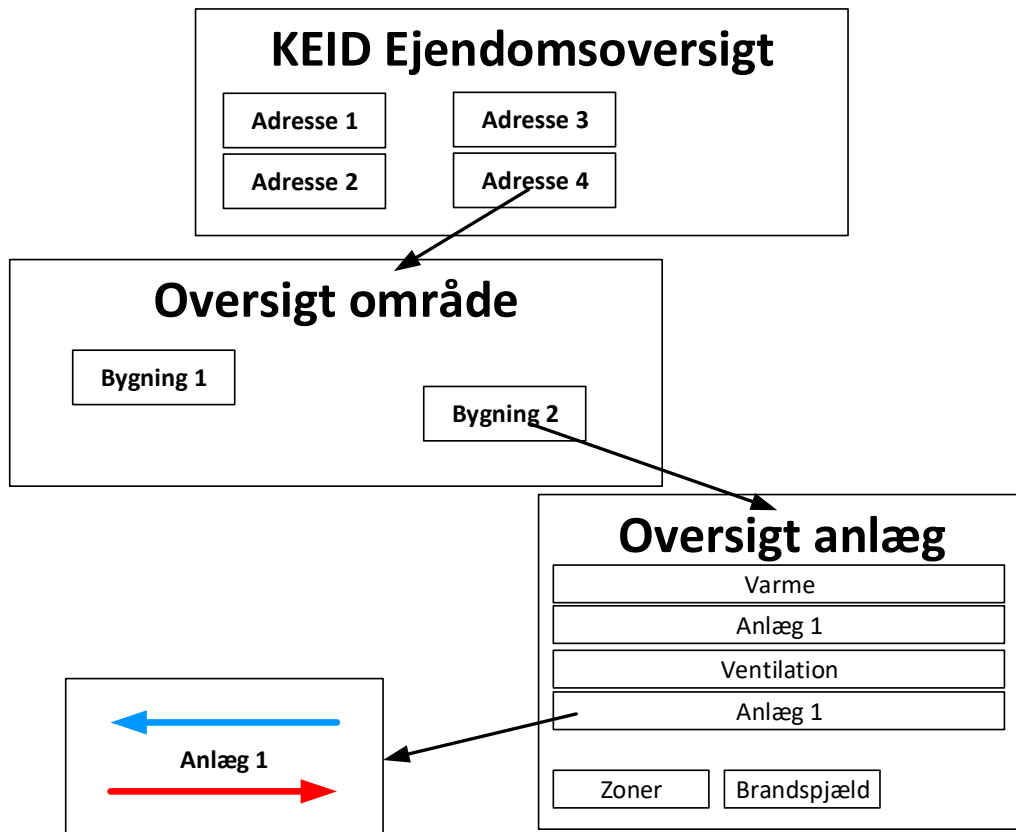 KEID Ejendomsoversigt
Adresse 1
Adresse 3
Adresse 2
Adresse 4
Oversigt område
Bygning 1
Bygning 2
Oversigt anlæg
Varme
Anlæg 1
Ventilation
Anlæg 1
Zoner
Brandspjæld
Anlæg 1